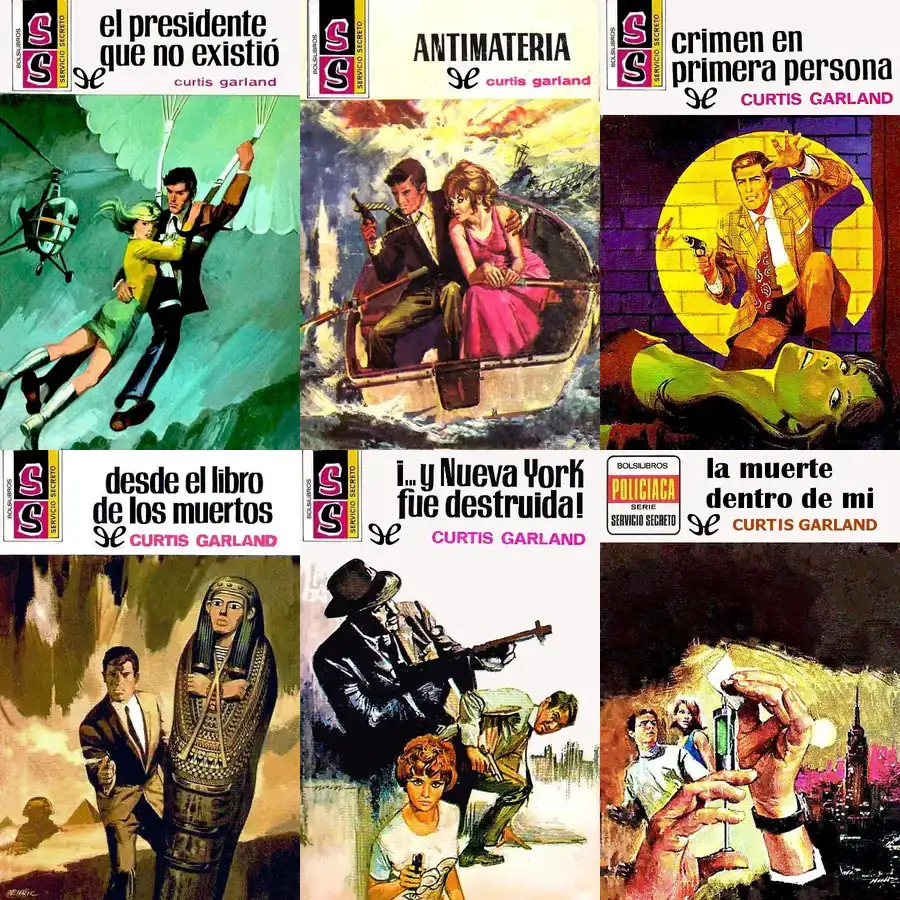 BOLSILIBROS
SS
SERVICIO SECRETO
el presidente
que no existió
curtis garland
BOLSILIBROS
SS
SERVICIO SECRETO
ANTIMATERIA
curtis garland
BOLSILIBROS
SS
SERVICIO SECRETO
crimen en
primera persona
CURTIS GARLAND
BOLSILIBROS
SS
SERVICIO SECRETO
desde el libro
de los muertos
CURTIS GARLAND
BOLSILIBROS
SS
SERVICIO SECRETO
¡...y Nueva York
fue destruida!
CURTIS GARLAND
BOLSILIBROS
POLICIACA
SERIE
SERVICIO SECRETO
la muerte
dentro de mi
CURTIS GARLAND